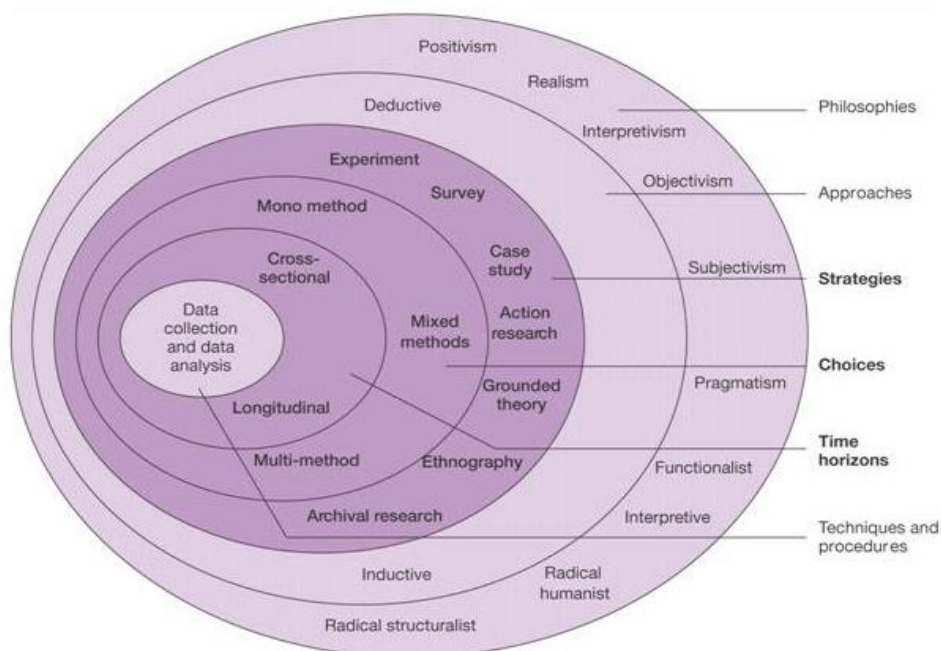 Positivism
Realism
Philosophies
Deductive
Interpretivism
Experiment
Objectivism
Survey
Approaches
Mono method
Case
study
Cross-
sectional
Subjectivism
Strategies
Data
collection
and data
analysis
Mixed
methods
Action
research
Choices
Grounded
theory
Pragmatism
Longitudinal
Time
horizons
Multi-method
Ethnography
Functionalist
Archival research
Interpretive
Techniques and
procedures
Inductive
Radical
humanist
Radical structuralist